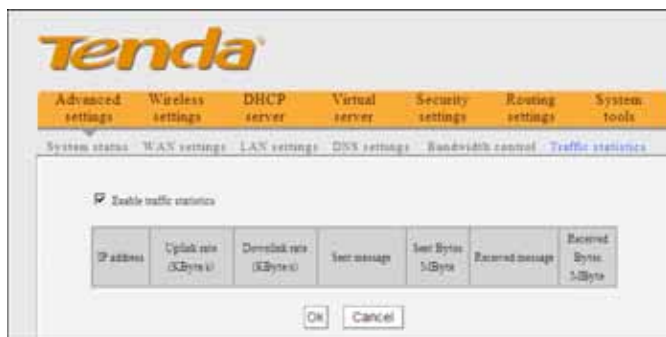 Tenda
Advanced settings Wireless settings DHCP server Virtual server Security settings Routing settings System tools
System status WAN settings LAN settings DNS settings Bandwidth control Traffic statistics
Enable traffic statistics
IP address Uplink rate (KByte/s) Downlink rate (KByte/s) Sent message Sent Bytes MByte Received message Received Bytes MByte
Ok Cancel